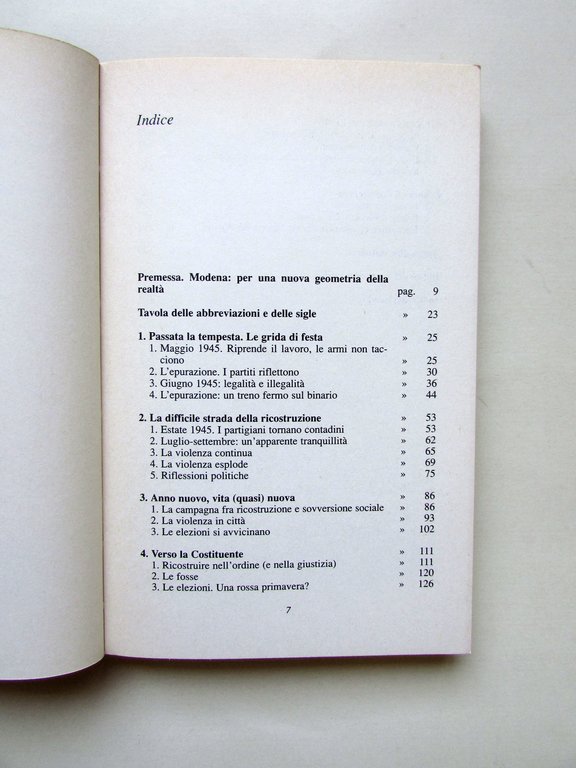 Indice
Premessa. Modena: per una nuova geometria della
realtà pag. 9
Tavola delle abbreviazioni e delle sigle » 23
1. Passata la tempesta. Le grida di festa » 25
1. Maggio 1945. Riprende il lavoro, le armi non tac-
ciono » 25
2. L'epurazione. I partiti riflettono » 30
3. Giugno 1945: legalità e illegalità » 36
4. L'epurazione: un treno fermo sul binario » 44
2. La difficile strada della ricostruzione » 53
1. Estate 1945. I partigiani tornano contadini » 53
2. Luglio-settembre: un'apparente tranquillità » 62
3. La violenza continua » 65
4. La violenza esplode » 69
5. Riflessioni politiche » 75
3. Anno nuovo, vita (quasi) nuova » 86
1. La campagna fra ricostruzione e sovversione sociale » 86
2. La violenza in città » 93
3. Le elezioni si avvicinano » 102
4. Verso la Costituente » 111
1. Ricostruire nell'ordine (e nella giustizia) » 111
2. Le fosse » 120
3. Le elezioni. Una rossa primavera? » 126
7